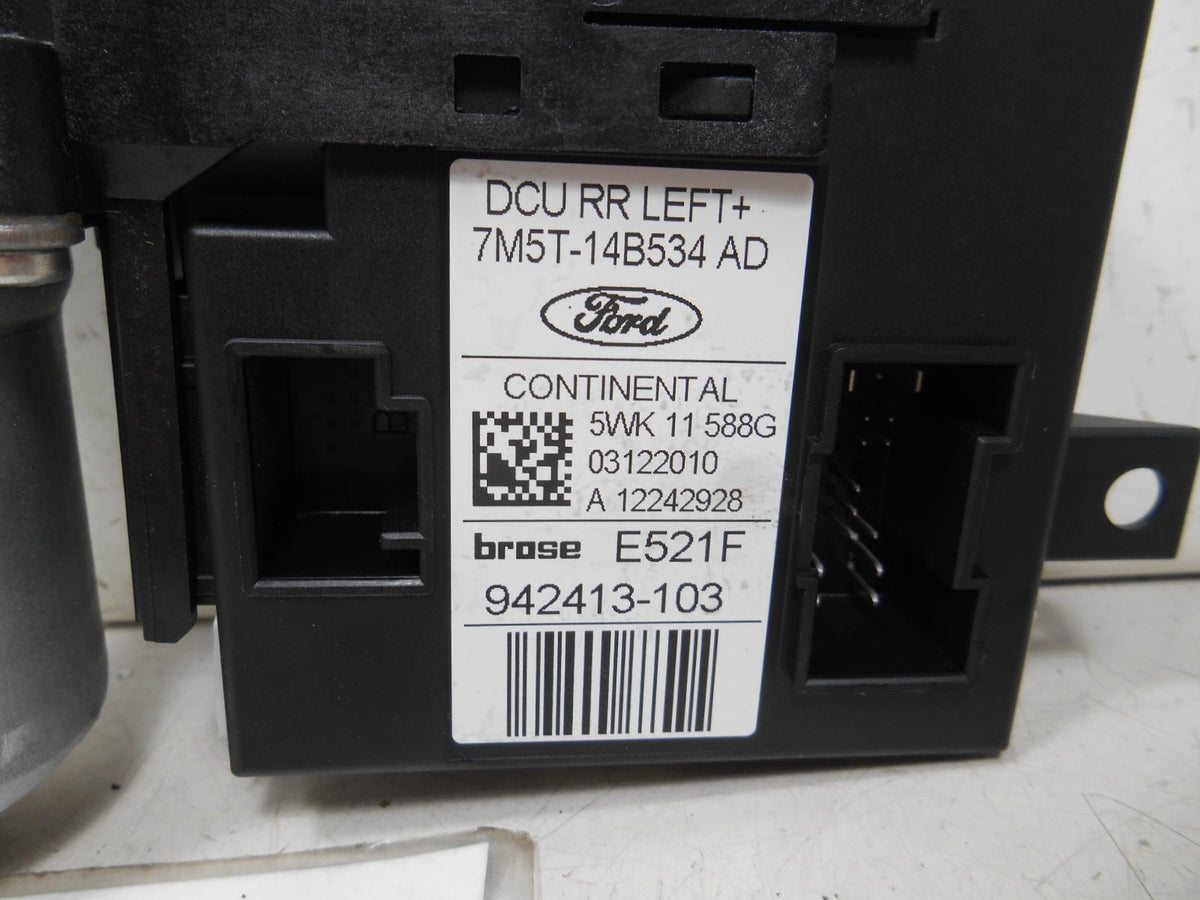 DCU RR LEFT+
7M5T-14B534 AD
Ford
CONTINENTAL
5WK 11 588G
03122010
A 12242928
brose E521F
942413-103